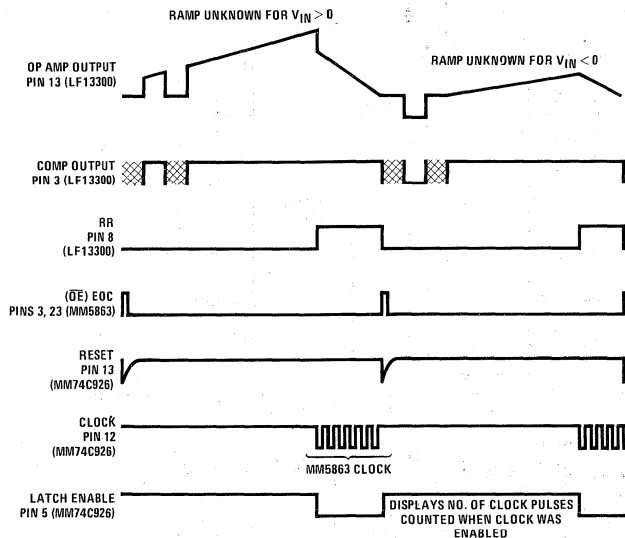 RAMP UNKNOWN FOR VIN > 0
OP AMP OUTPUT
PIN 13 (LF13300)
RAMP UNKNOWN FOR VIN < 0
COMP OUTPUT
PIN 3 (LF13300)
RR
PIN 8
(LF13300)
(OE) EOC
PINS 3, 23 (MM5863)
RESET
PIN 13
(MM74C926)
CLOCK
PIN 12
(MM74C926)
MM5863 CLOCK
LATCH ENABLE
PIN 5 (MM74C926)
DISPLAYS NO. OF CLOCK PULSES
COUNTED WHEN CLOCK WAS
ENABLED